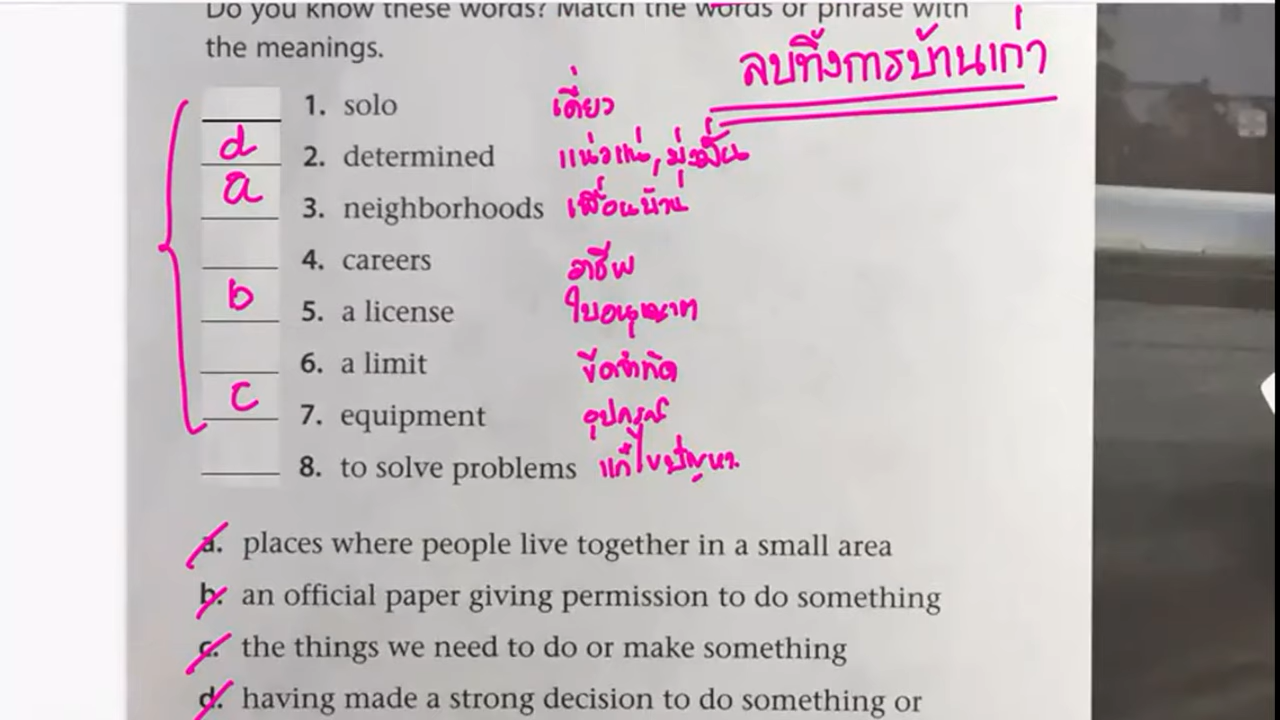 Do you know these words? Match the words or phrase with
the meanings.
ลบทิ้งการบ้านเก่า
1. solo เดี่ยว
d 2. determined แน่วแน่, มุ่งมั่น
a 3. neighborhoods เพื่อนบ้าน
4. careers อาชีพ
b 5. a license ใบอนุญาต
6. a limit ขีดจำกัด
c 7. equipment อุปกรณ์
8. to solve problems แก้ไขปัญหา
a. places where people live together in a small area
b. an official paper giving permission to do something
c. the things we need to do or make something
d. having made a strong decision to do something or